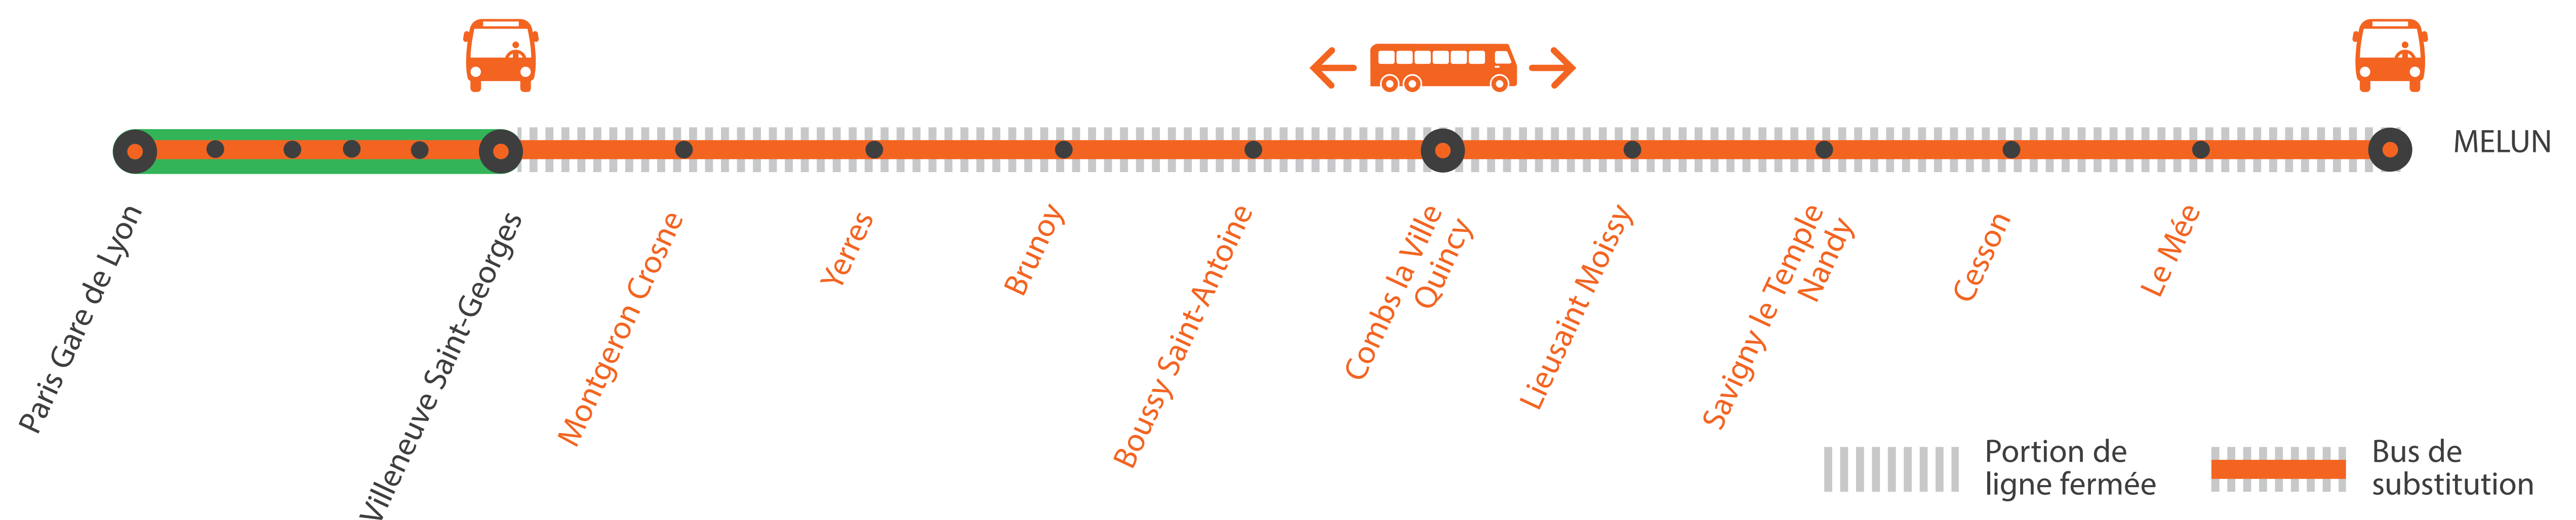 MELUN
Paris Gare de Lyon
Villeneuve Saint-Georges
Montgeron Crosne
Yerres
Brunoy
Boussy Saint-Antoine
Combs la Ville
Quincy
Lieusaint Moissy
Savigny le Temple
Nandy
Cesson
Le Mée
Portion de
ligne fermée
Bus de
substitution